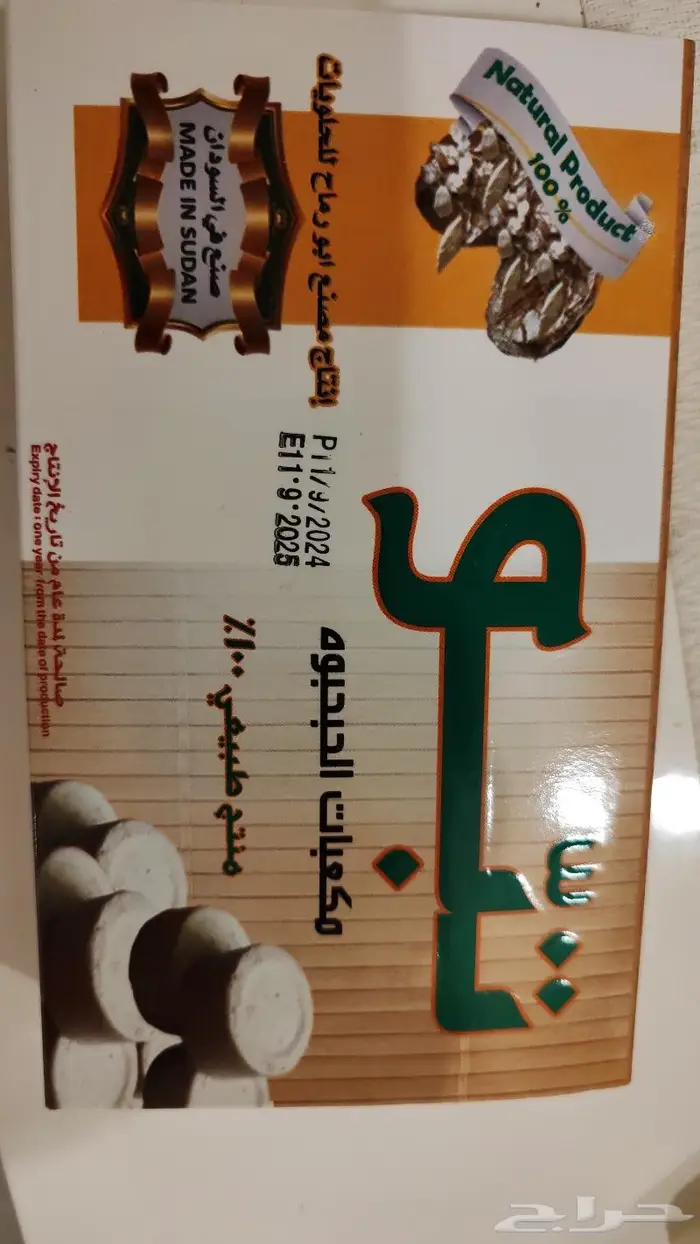 Natural Product
100 %
صنع في السودان
MADE IN SUDAN
إنتاج مصنع ابو رماح للحلويات
P11/9/2024
E11.9.2025
مكعبات الحبحبوه
منتج طبيعي ١٠٠٪
صالحة لمدة عام من تاريخ الإنتاج
Expiry date : one year from the date of production
حراج